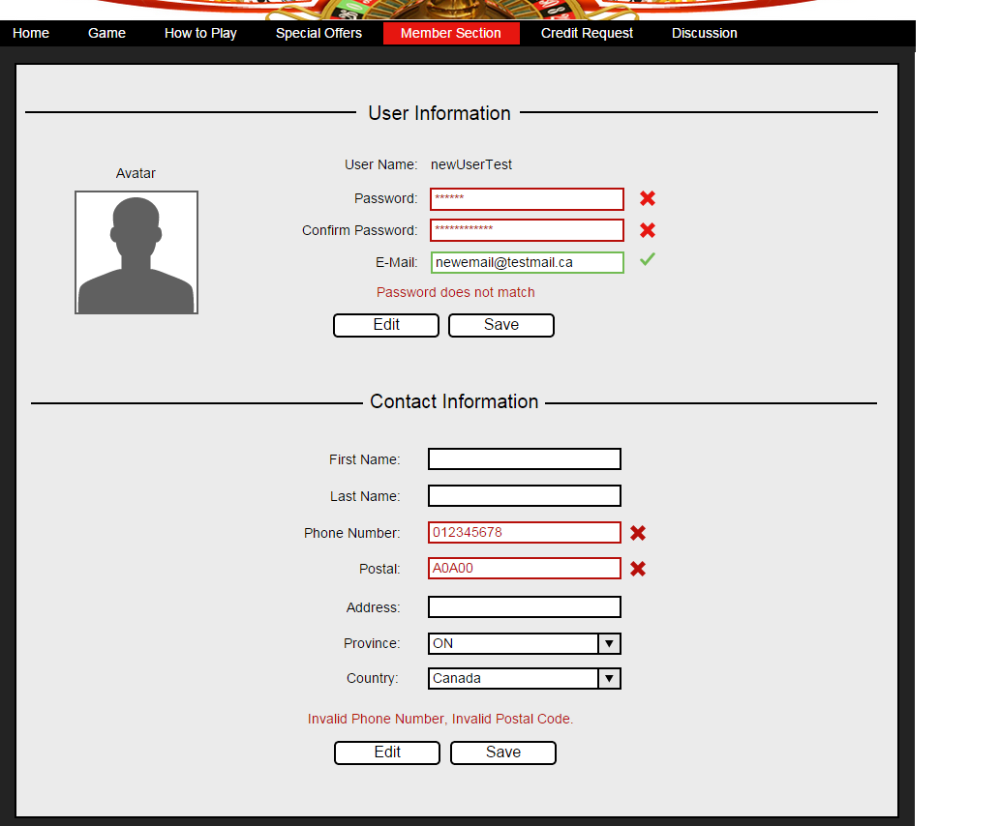 Home Game How to Play Special Offers Member Section Credit Request Discussion
User Information
Avatar
User Name: newUserTest
Password: ******
Confirm Password: ************
E-Mail: newemail@testmail.ca
Password does not match
Edit Save
Contact Information
First Name:
Last Name:
Phone Number: 012345678
Postal: A0A00
Address:
Province: ON
Country: Canada
Invalid Phone Number, Invalid Postal Code.
Edit Save